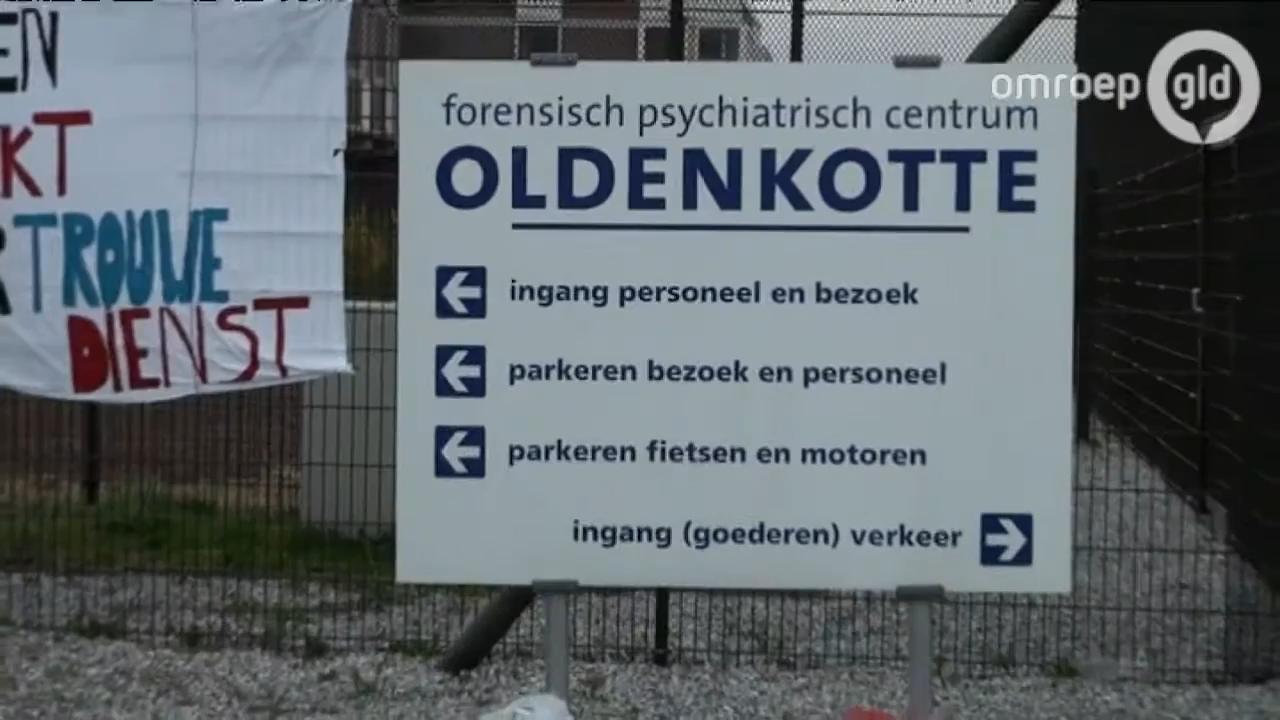 EN
KT
TROUWE
DIENST
forensisch psychiatrisch centrum
OLDENKOTTE
ingang personeel en bezoek
parkeren bezoek en personeel
parkeren fietsen en motoren
ingang (goederen) verkeer
omroep gld